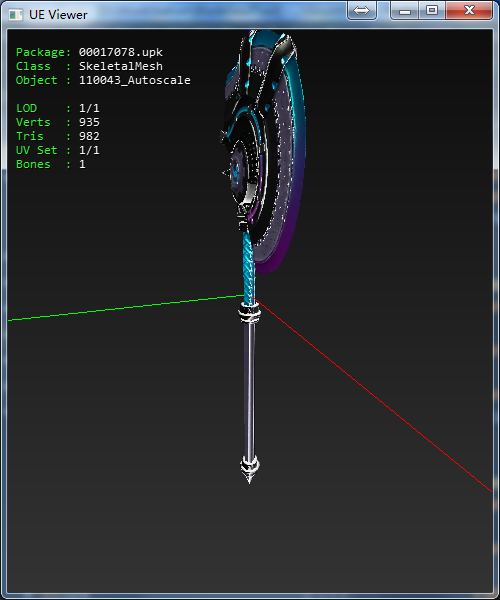 UE Viewer
Package: 00017078.upk
Class : SkeletalMesh
Object : 110043_Autoscale
LOD : 1/1
Verts : 935
Tris : 982
UV Set : 1/1
Bones : 1